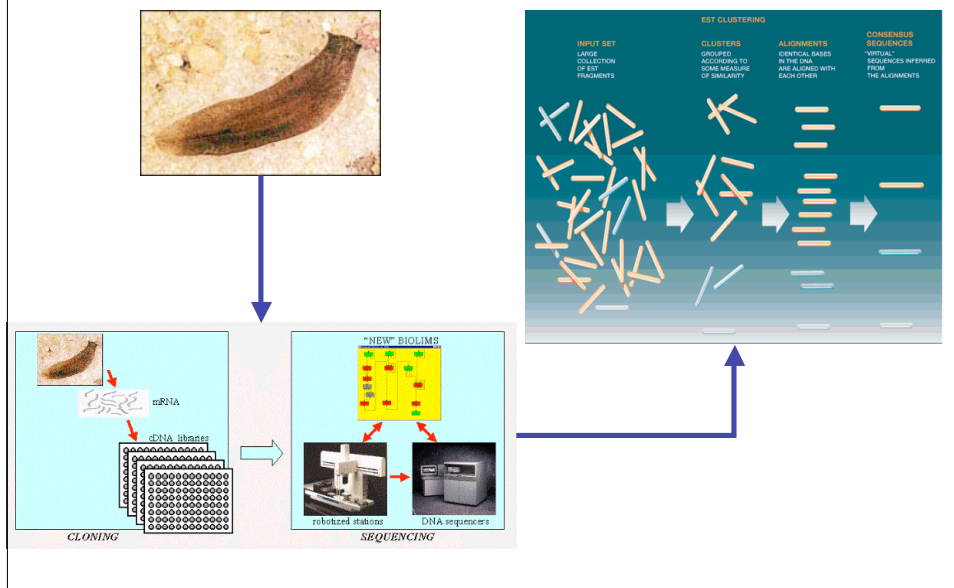 EST CLUSTERING
INPUT SET
LARGE
COLLECTION
OF EST
FRAGMENTS
CLUSTERS
GROUPED
ACCORDING TO
SOME MEASURE
OF SIMILARITY
ALIGNMENTS
IDENTICAL BASES
IN THE DNA
ARE ALIGNED WITH
EACH OTHER
CONSENSUS
SEQUENCES
"VIRTUAL"
SEQUENCES INFERRED
FROM
THE ALIGNMENTS
mRNA
cDNA libraries
CLONING
"NEW" BIOLIMS
robotized stations
DNA sequencers
SEQUENCING